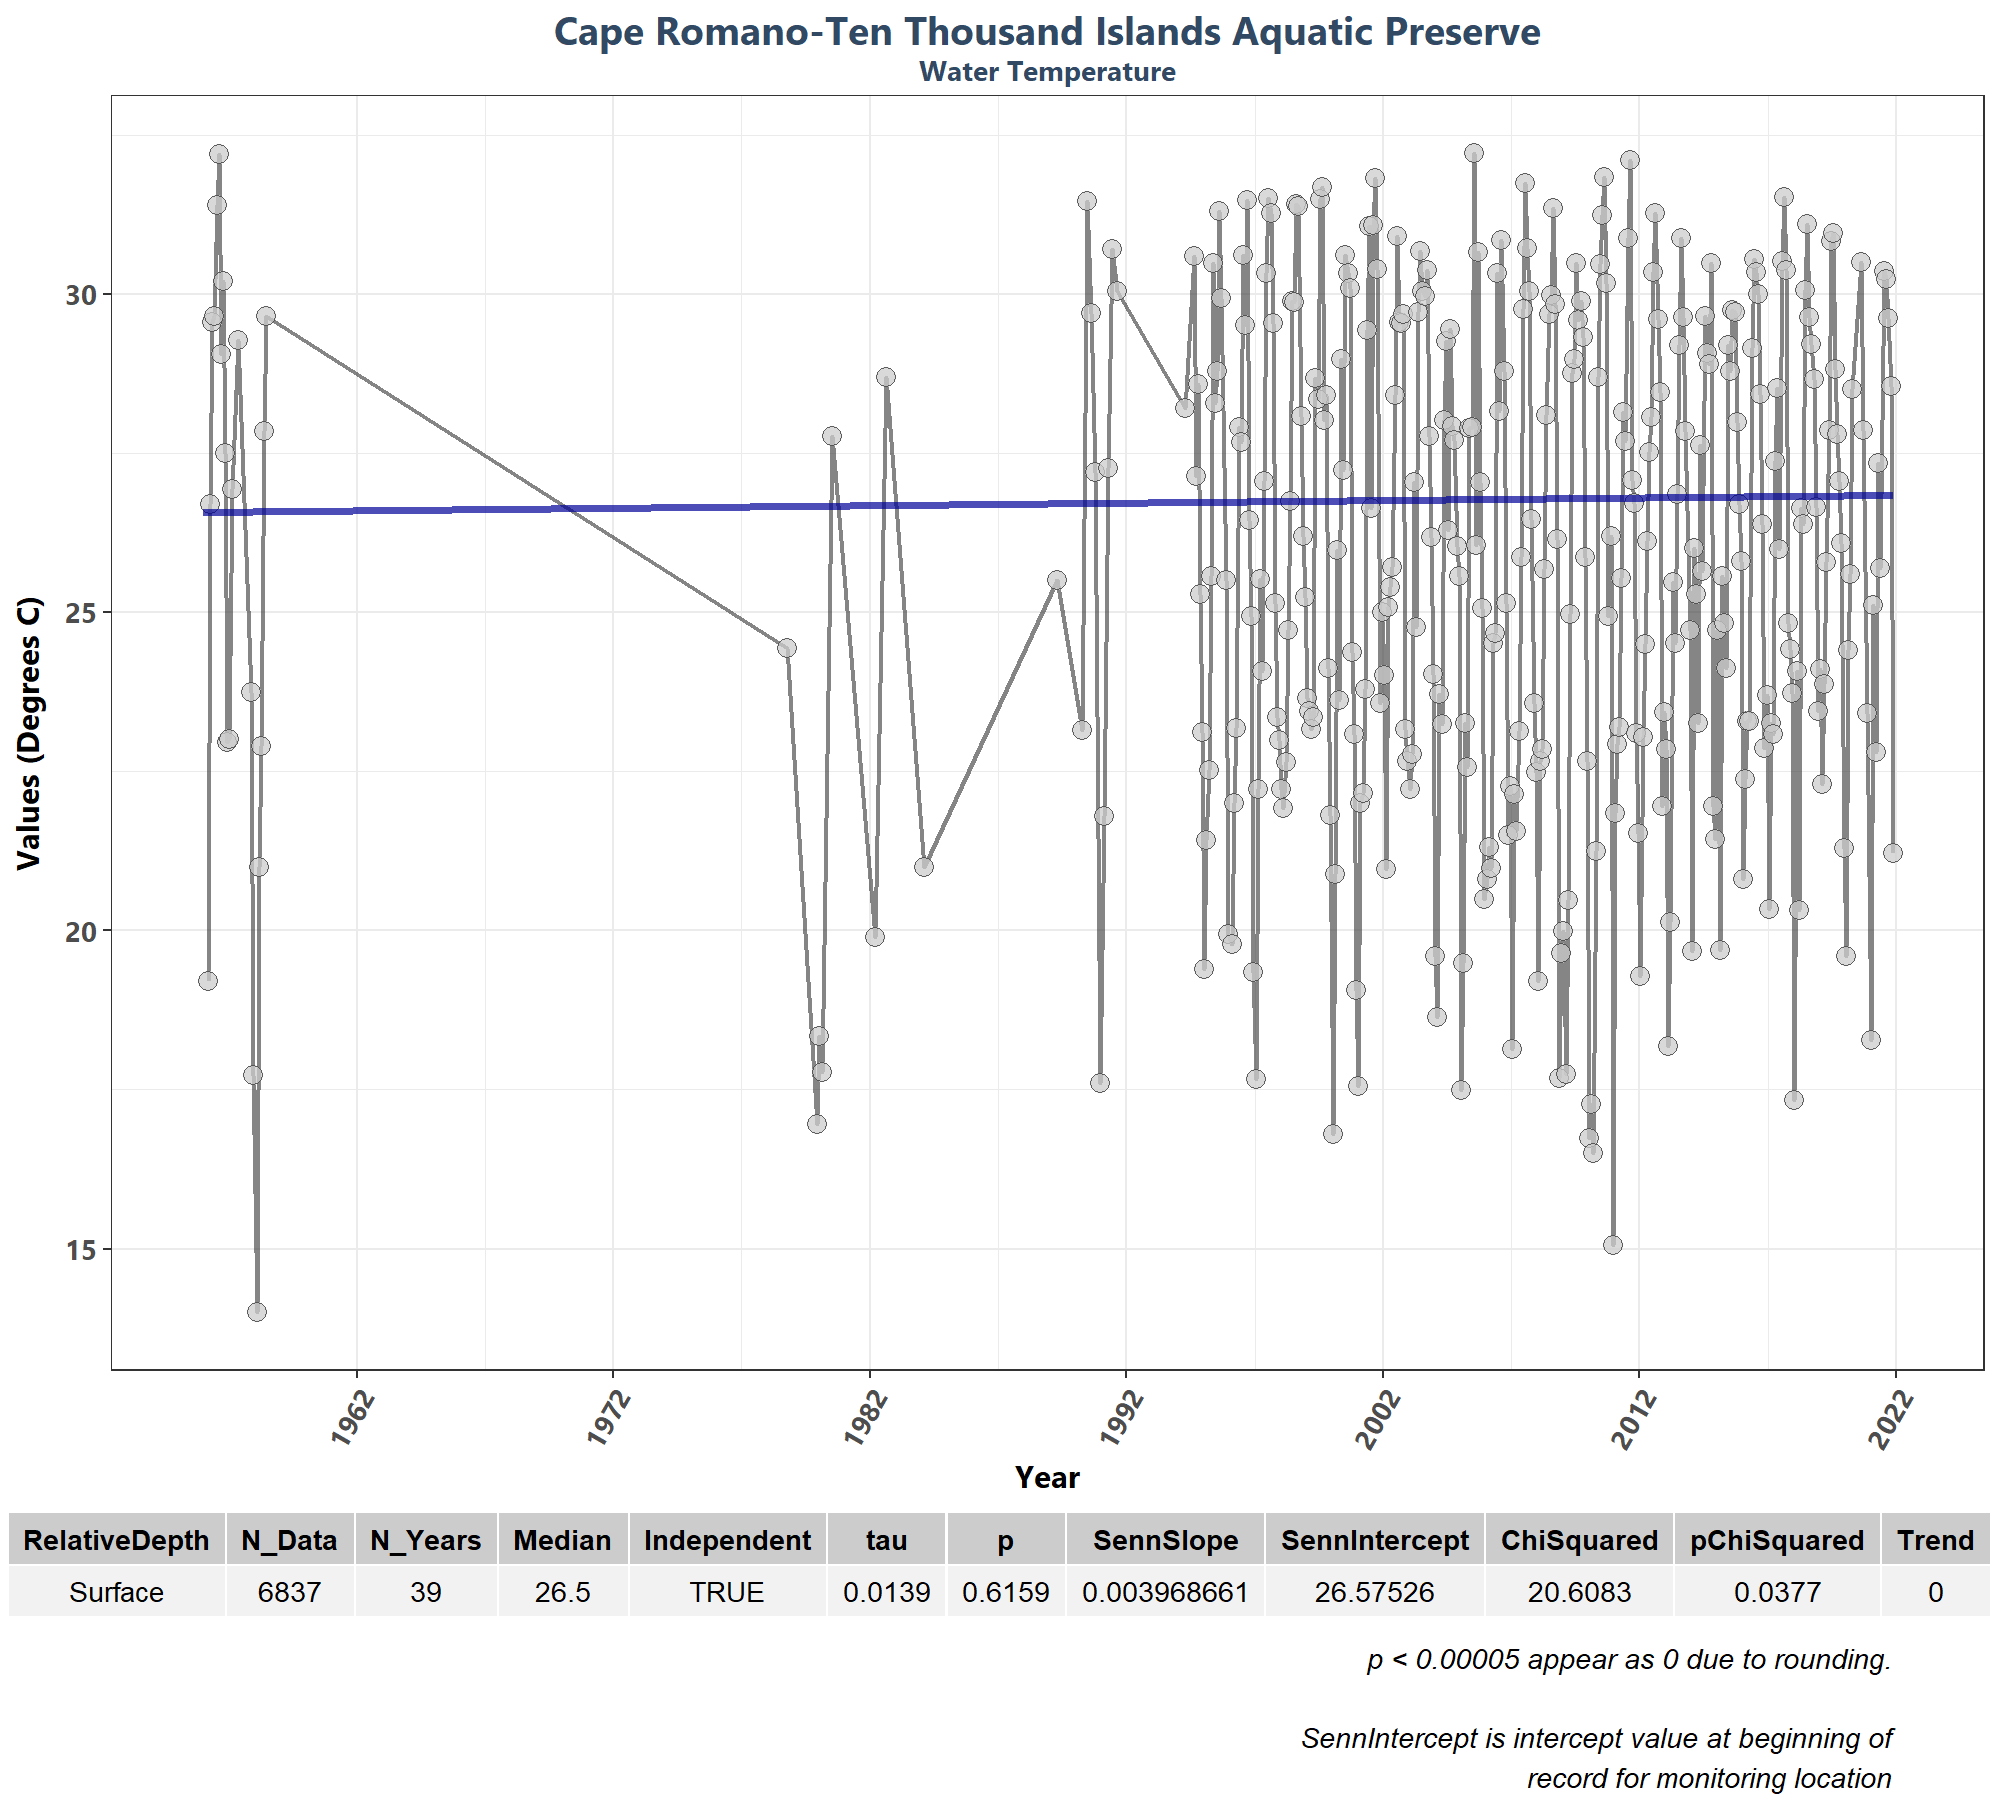 Cape Romano-Ten Thousand Islands Aquatic Preserve
Water Temperature
Values (Degrees C)
30
25
20
15
1962 1972 1982 1992 2002 2012 2022
Year
RelativeDepth N_Data N_Years Median Independent tau p SennSlope SennIntercept ChiSquared pChiSquared Trend
Surface 6837 39 26.5 TRUE 0.0139 0.6159 0.003968661 26.57526 20.6083 0.0377 0
p < 0.00005 appear as 0 due to rounding.
SennIntercept is intercept value at beginning of
record for monitoring location